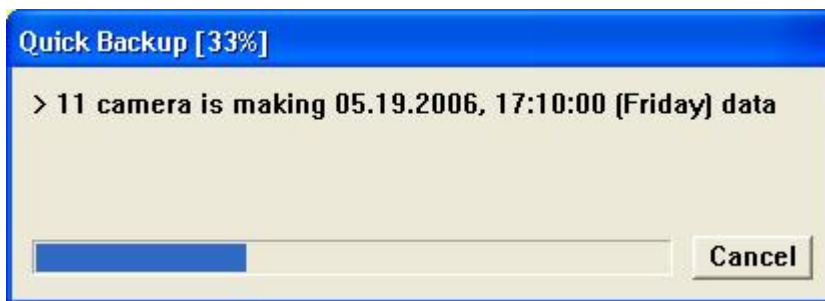 Quick Backup [33%]
> 11 camera is making 05.19.2006, 17:10:00 (Friday) data
Cancel